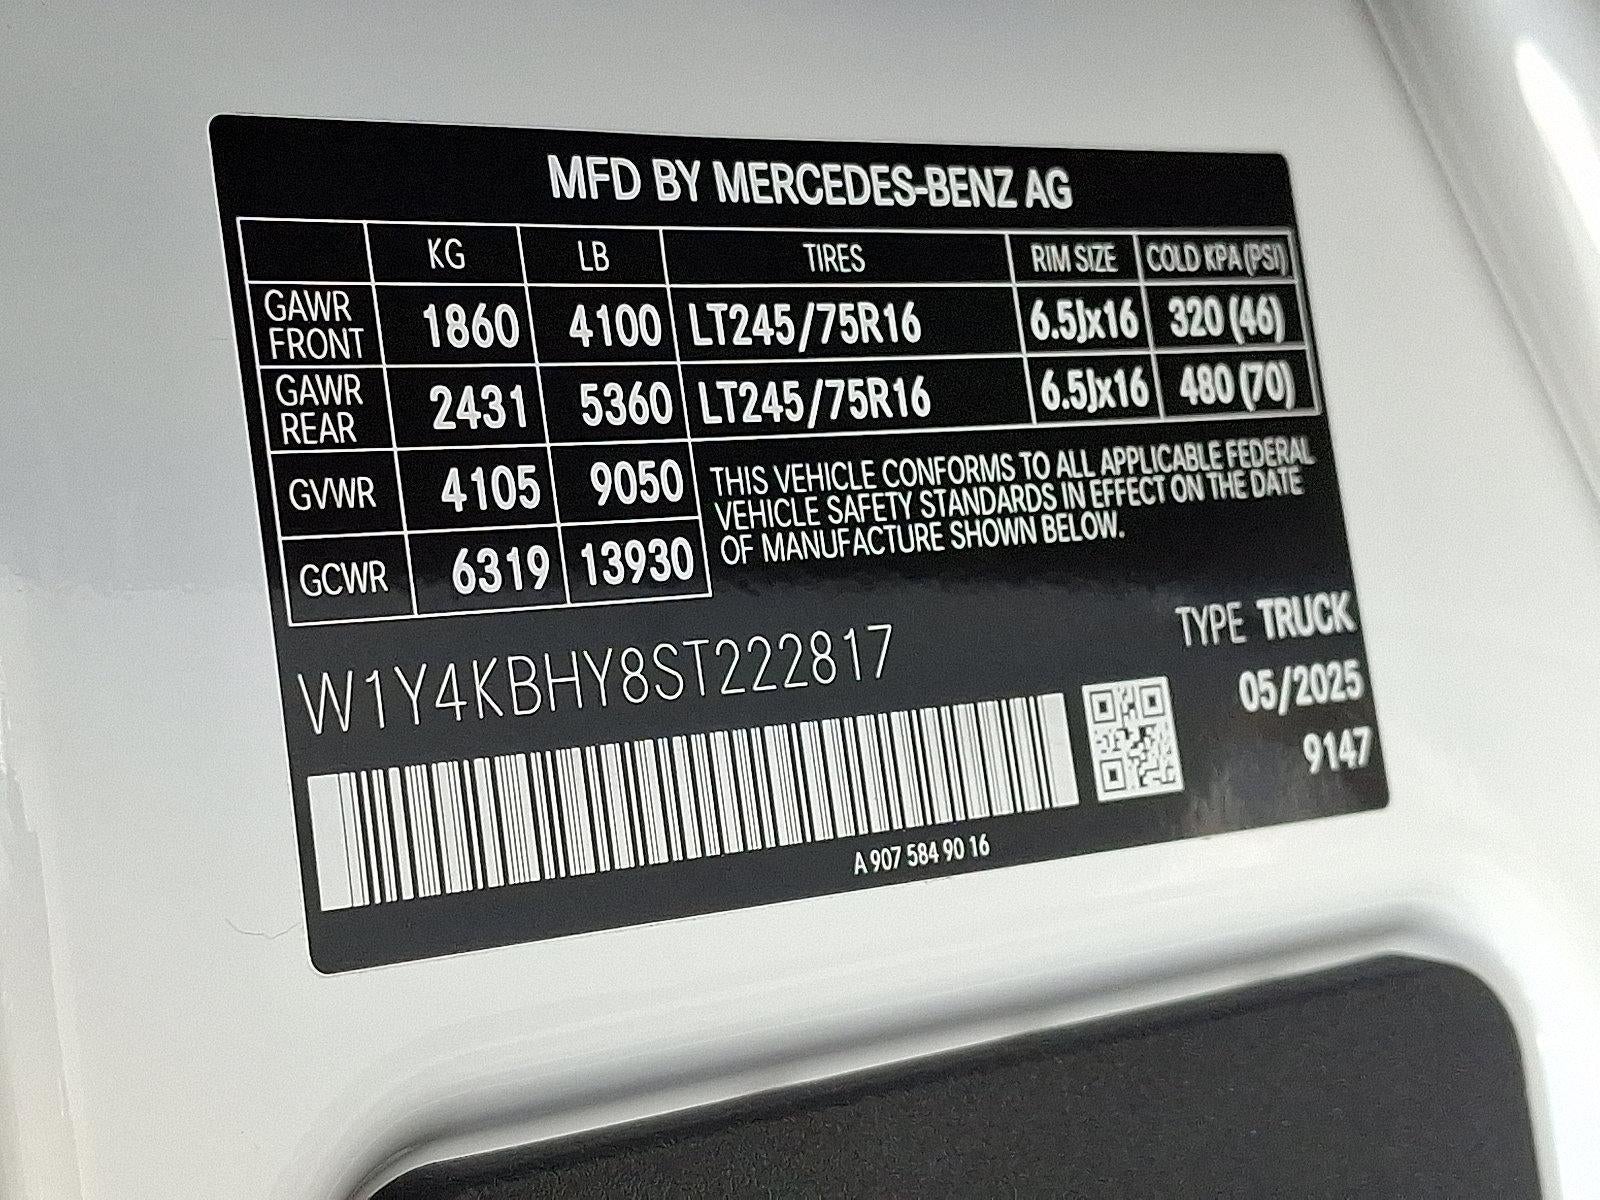 MFD BY MERCEDES-BENZ AG
KG LB TIRES RIM SIZE COLD KPA (PSI)
GAWR FRONT 1860 4100 LT245/75R16 6.5Jx16 320 (46)
GAWR REAR 2431 5360 LT245/75R16 6.5Jx16 480 (70)
GVWR 4105 9050
GCWR 6319 13930
THIS VEHICLE CONFORMS TO ALL APPLICABLE FEDERAL
VEHICLE SAFETY STANDARDS IN EFFECT ON THE DATE
OF MANUFACTURE SHOWN BELOW.
W1Y4KBHY8ST222817
TYPE TRUCK
05/2025
9147
A 907 584 90 16